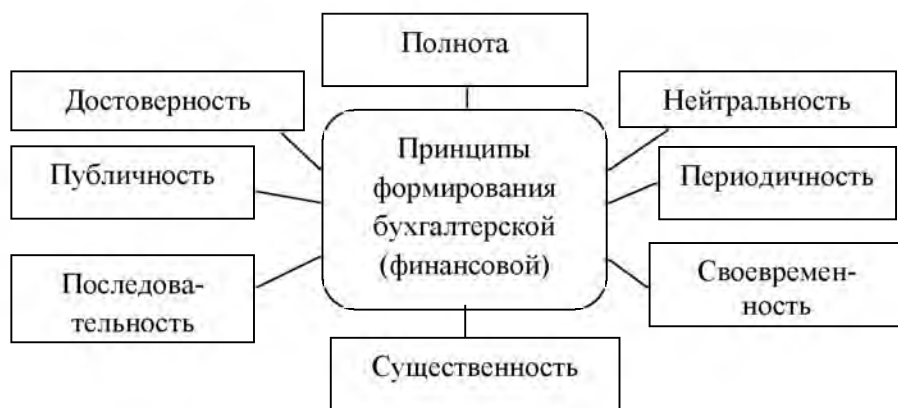 Полнота
Достоверность
Нейтральность
Принципы
формирования
бухгалтерской
(финансовой)
Публичность
Периодичность
Последова-
тельность
Своевремен-
ность
Существенность